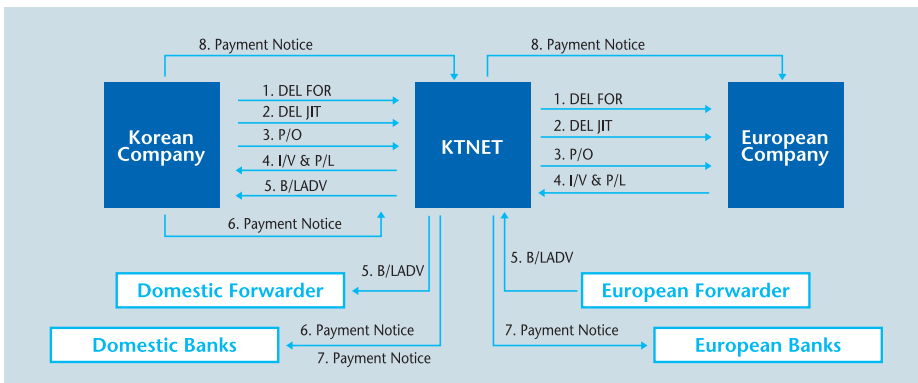 8. Payment Notice
8. Payment Notice
Korean
Company
1. DEL FOR
2. DEL JIT
3. P/O
4. I/V & P/L
5. B/LADV
6. Payment Notice
KTNET
1. DEL FOR
2. DEL JIT
3. P/O
4. I/V & P/L
European
Company
5. B/LADV
5. B/LADV
Domestic Forwarder
European Forwarder
6. Payment Notice
7. Payment Notice
7. Payment Notice
Domestic Banks
European Banks